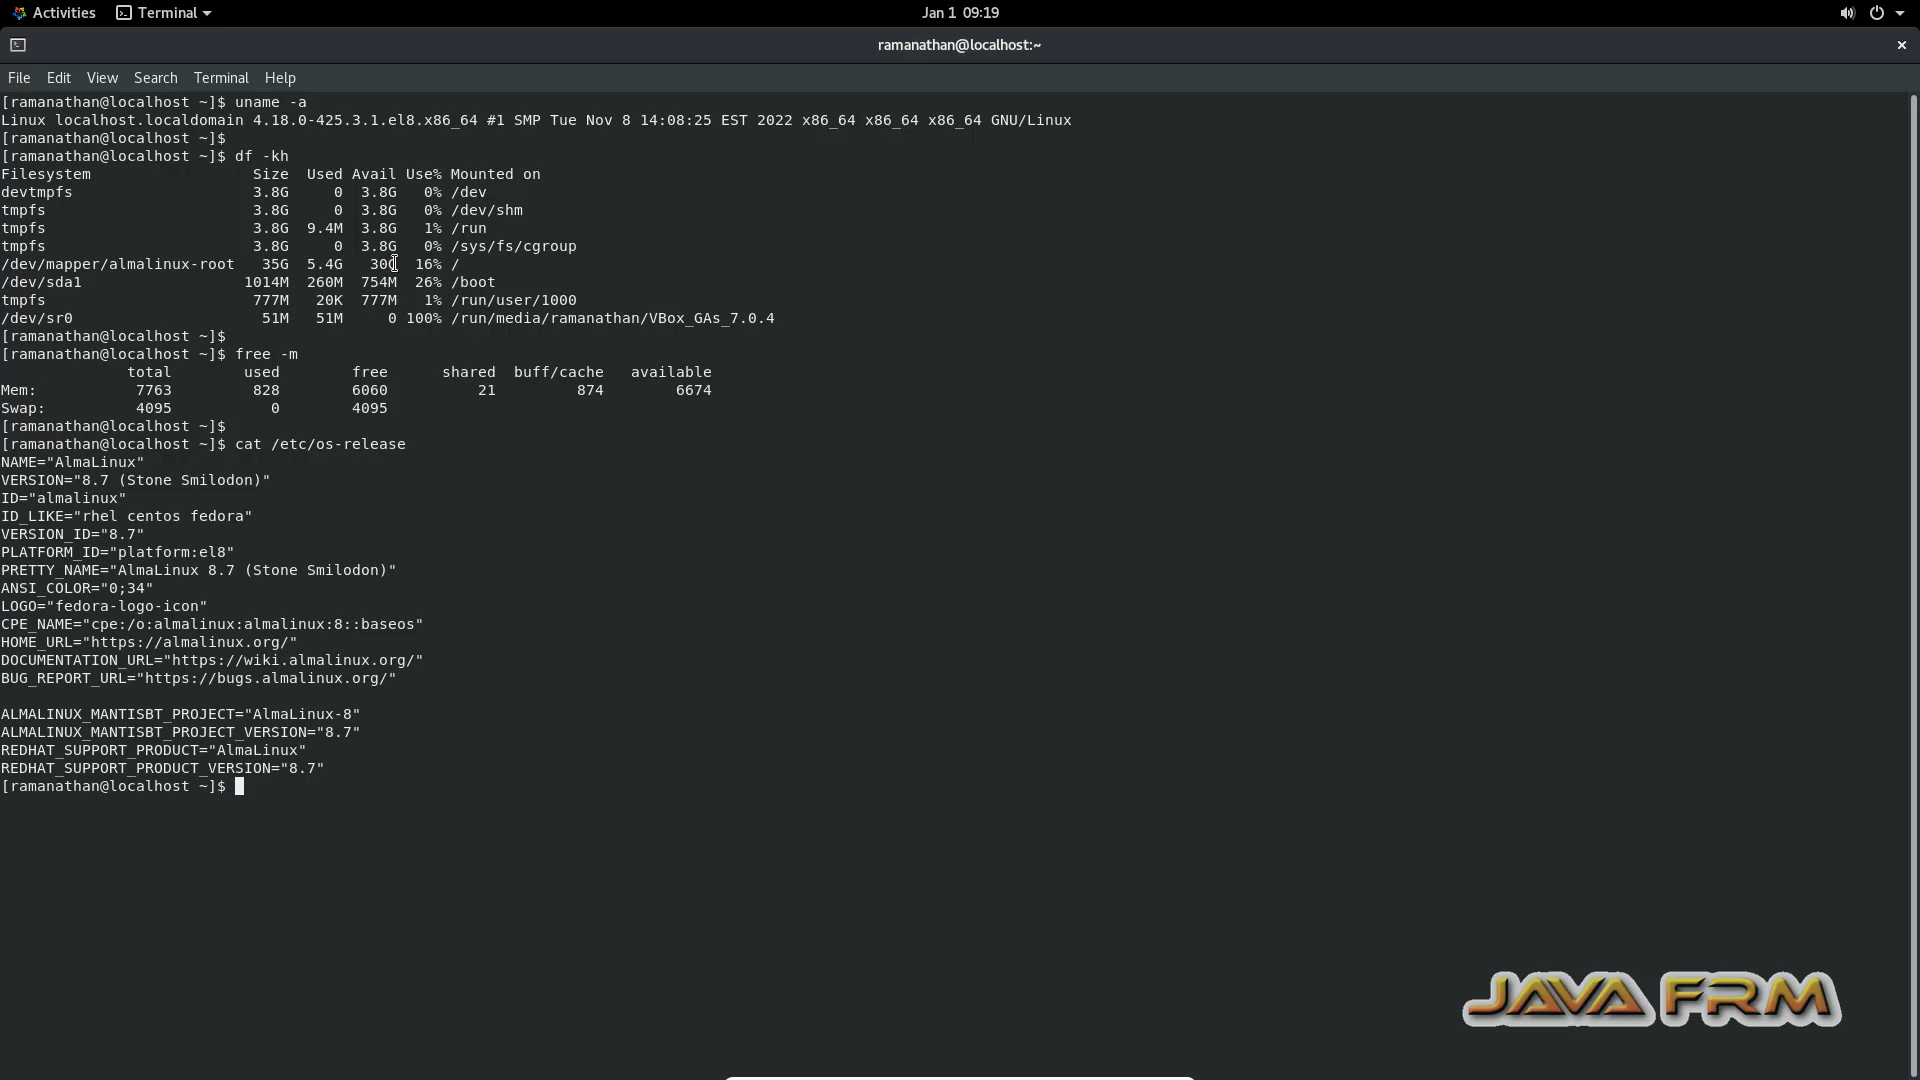 Activities Terminal Jan 1 09:19
ramanathan@localhost:~
File Edit View Search Terminal Help
[ramanathan@localhost ~]$ uname -a
Linux localhost.localdomain 4.18.0-425.3.1.el8.x86_64 #1 SMP Tue Nov 8 14:08:25 EST 2022 x86_64 x86_64 x86_64 GNU/Linux
[ramanathan@localhost ~]$
[ramanathan@localhost ~]$ df -kh
Filesystem Size Used Avail Use% Mounted on
devtmpfs 3.8G 0 3.8G 0% /dev
tmpfs 3.8G 0 3.8G 0% /dev/shm
tmpfs 3.8G 9.4M 3.8G 1% /run
tmpfs 3.8G 0 3.8G 0% /sys/fs/cgroup
/dev/mapper/almalinux-root 35G 5.4G 30G 16% /
/dev/sda1 1014M 260M 754M 26% /boot
tmpfs 777M 20K 777M 1% /run/user/1000
/dev/sr0 51M 51M 0 100% /run/media/ramanathan/VBox_GAs_7.0.4
[ramanathan@localhost ~]$
[ramanathan@localhost ~]$ free -m
total used free shared buff/cache available
Mem: 7763 828 6060 21 874 6674
Swap: 4095 0 4095
[ramanathan@localhost ~]$
[ramanathan@localhost ~]$ cat /etc/os-release
NAME="AlmaLinux"
VERSION="8.7 (Stone Smilodon)"
ID="almalinux"
ID_LIKE="rhel centos fedora"
VERSION_ID="8.7"
PLATFORM_ID="platform:el8"
PRETTY_NAME="AlmaLinux 8.7 (Stone Smilodon)"
ANSI_COLOR="0;34"
LOGO="fedora-logo-icon"
CPE_NAME="cpe:/o:almalinux:almalinux:8::baseos"
HOME_URL="https://almalinux.org/"
DOCUMENTATION_URL="https://wiki.almalinux.org/"
BUG_REPORT_URL="https://bugs.almalinux.org/"
ALMALINUX_MANTISBT_PROJECT="AlmaLinux-8"
ALMALINUX_MANTISBT_PROJECT_VERSION="8.7"
REDHAT_SUPPORT_PRODUCT="AlmaLinux"
REDHAT_SUPPORT_PRODUCT_VERSION="8.7"
[ramanathan@localhost ~]$
JAVA FRM